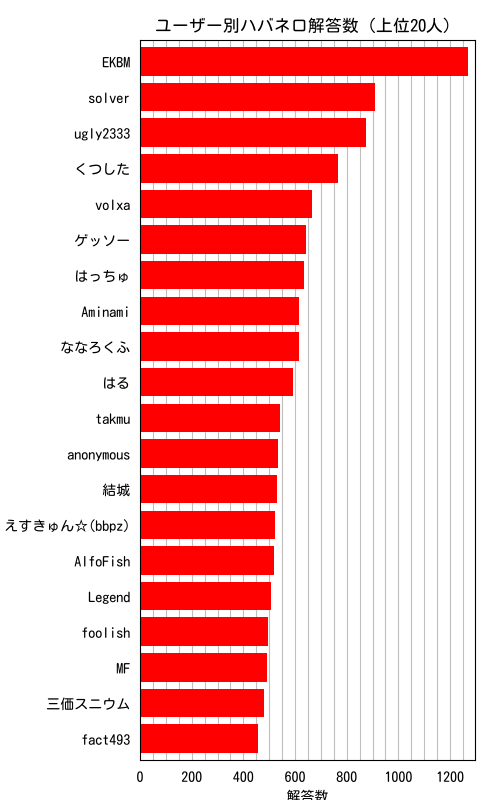 ユーザー別ハバネロ解答数 (上位20人)
EKBM
solver
ugly2333
くつした
volxa
ゲッソー
はっちゅ
Aminami
ななろくふ
はる
takmu
anonymous
結城
えすきゅん☆(bbpz)
AlfoFish
Legend
foolish
MF
三価スニウム
fact493
0 200 400 600 800 1000 1200
解答数